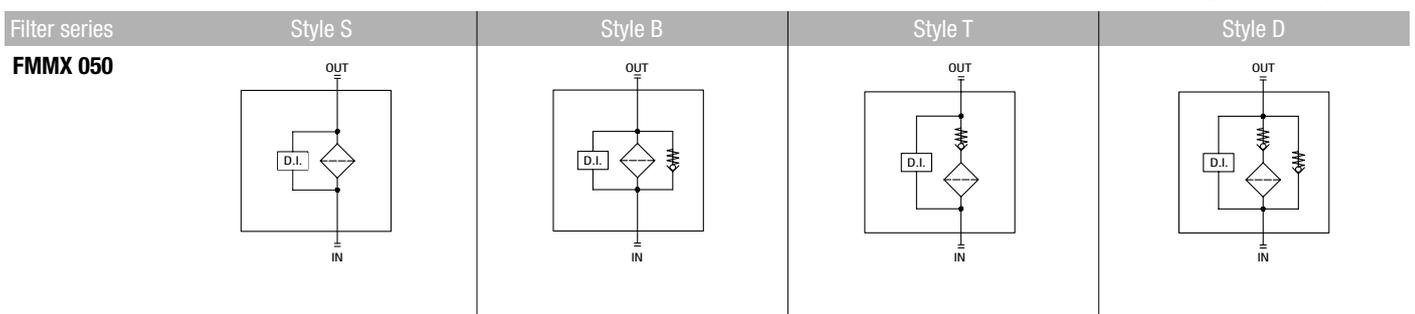 Filter series Style S Style B Style T Style D
FMMX 050
OUT OUT OUT OUT
D.I. D.I. D.I. D.I.
IN IN IN IN